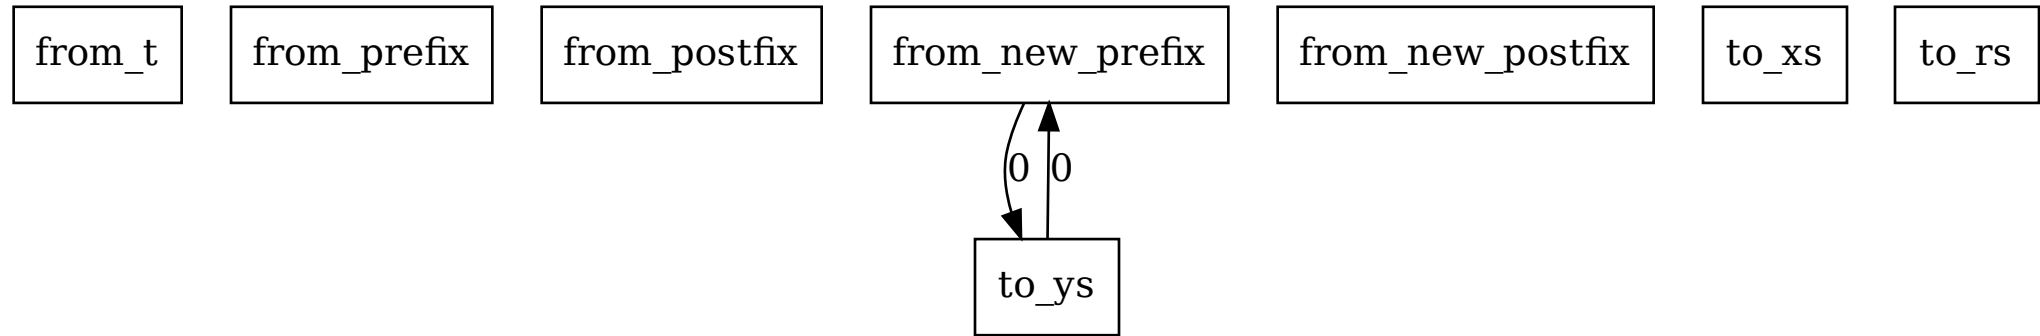 from_t
from_prefix
from_postfix
from_new_prefix
from_new_postfix
to_xs
to_rs
0
0
to_ys